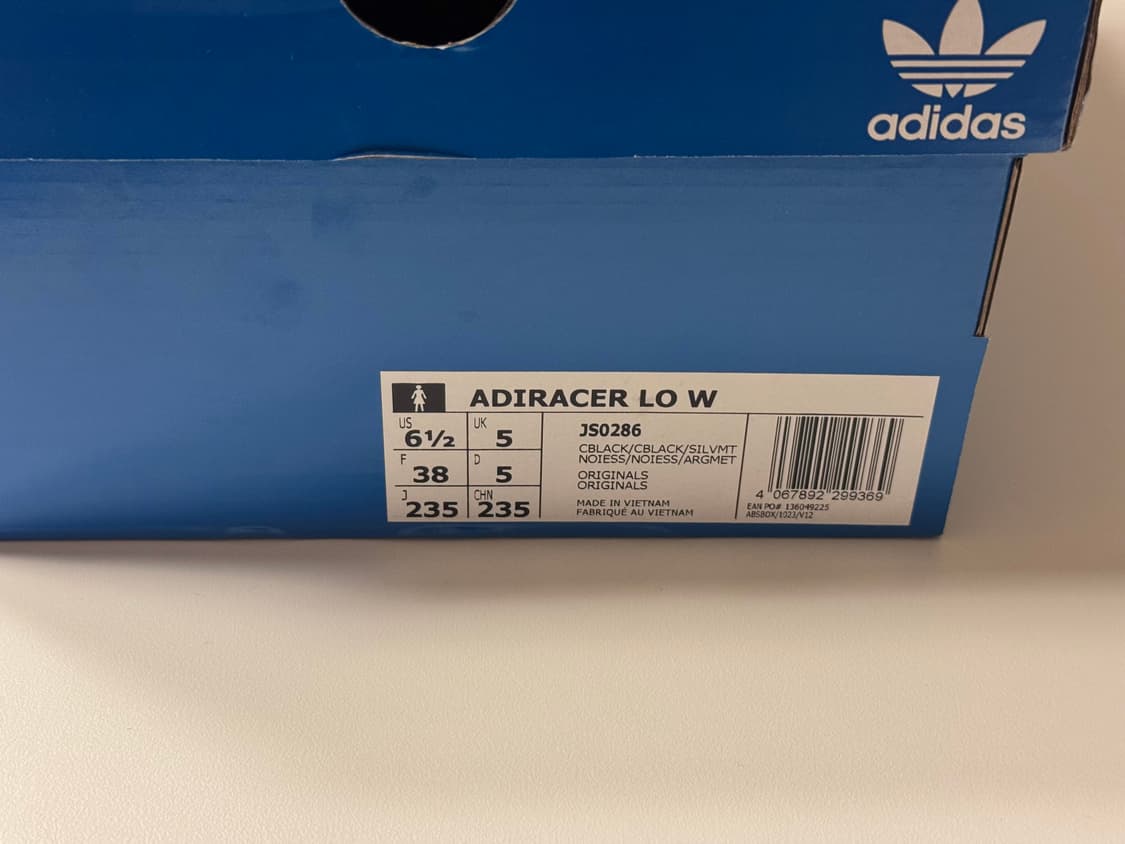 adidas
ADIRACER LO W
US 6½ UK 5
F 38 D 5
J 235 CHN 235
JS0286
CBLACK/CBLACK/SILVMT
NOIESS/NOIESS/ARGMET
ORIGINALS
ORIGINALS
MADE IN VIETNAM
FABRIQUÉ AU VIETNAM
4 067892 299369
EAN PO# 136049225
ABSBOX/1023/V12